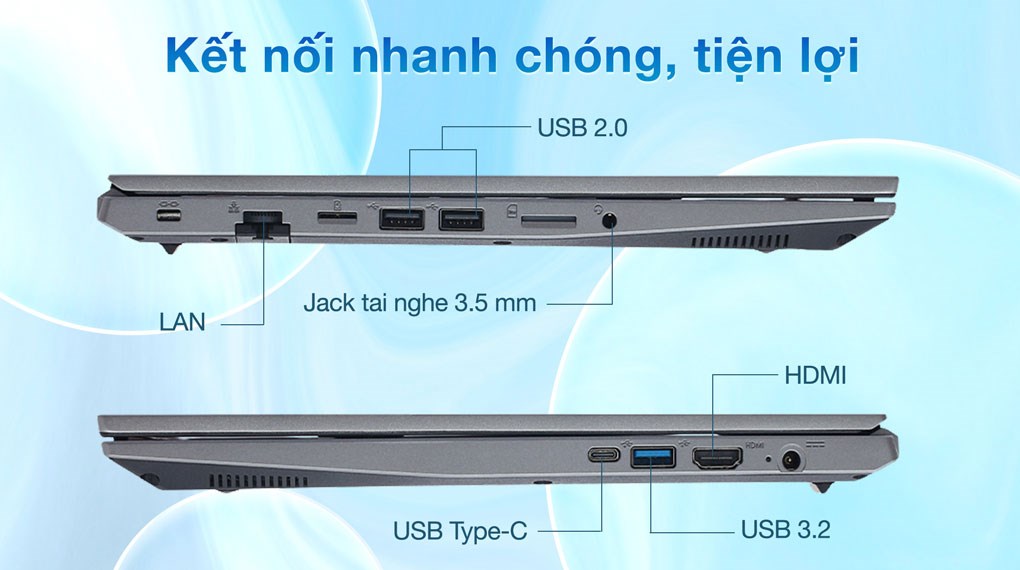 Kết nối nhanh chóng, tiện lợi
USB 2.0
Jack tai nghe 3.5 mm
LAN
HDMI
HDMI
USB Type-C
USB 3.2